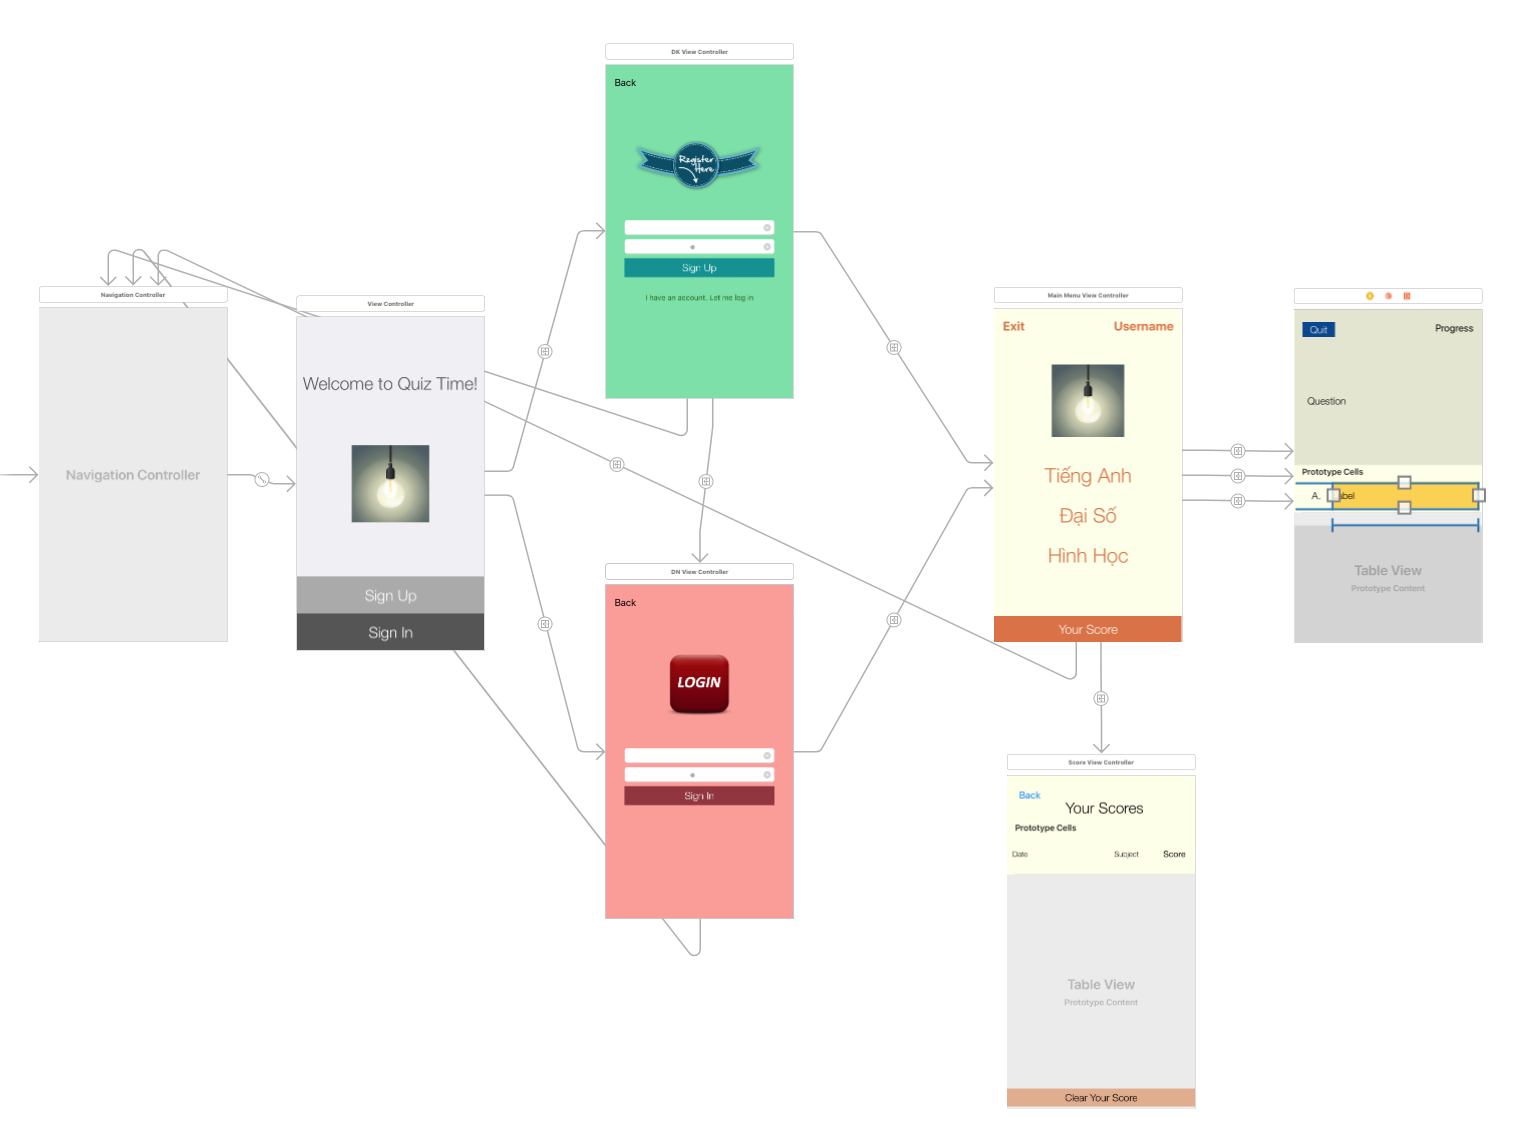 Navigation Controller
Navigation Controller
View Controller
Welcome to Quiz Time!
Sign Up
Sign In
DK View Controller
Back
Register
Here
Sign Up
I have an account. Let me log in
DN View Controller
Back
LOGIN
Sign In
Main Menu View Controller
Exit
Username
Tiếng Anh
Đại Số
Hình Học
Your Score
Quit
Progress
Question
Prototype Cells
A.
Table View
Prototype Content
Score View Controller
Back
Your Scores
Prototype Cells
Date
Subject
Score
Table View
Prototype Content
Clear Your Score